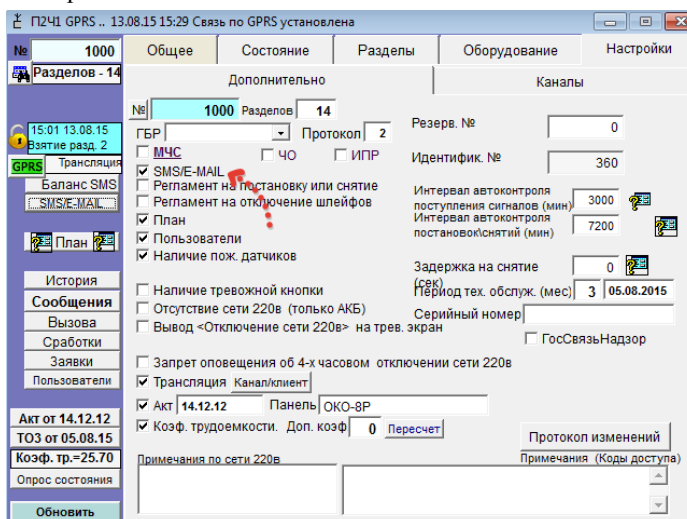 П2Ч1 GPRS .. 13.08.15 15:29 Связь по GPRS установлена
№ 1000
Разделов - 14
15:01 13.08.15
Взятие разд. 2
GPRS Трансляция
Баланс SMS
SMS/E-MAIL
План
История
Сообщения
Вызова
Сработки
Заявки
Пользователи
Акт от 14.12.12
ТО3 от 05.08.15
Коэф. тр.=25.70
Опрос состояния
Обновить
Общее Состояние Разделы Оборудование Настройки
Дополнительно Каналы
№ 1000 Разделов 14
ГБР Протокол 2
МЧС ЧО ИПР
SMS/E-MAIL
Регламент на постановку или снятие
Регламент на отключение шлейфов
План
Пользователи
Наличие пож. датчиков
Наличие тревожной кнопки
Отсутствие сети 220в (только АКБ)
Вывод <Отключение сети 220в> на трев. экран
Запрет оповещения об 4-х часовом отключении сети 220в
Трансляция Канал/клиент
Акт 14.12.12 Панель ОКО-8Р
Коэф. трудоемкости. Доп. коэф 0 Пересчет
Резерв. № 0
Идентифик. № 360
Интервал автоконтроля
поступления сигналов (мин) 3000
Интервал автоконтроля
постановок\снятий (мин) 7200
Задержка на снятие 0
(сек)
Период тех. обслуж. (мес) 3 05.08.2015
Серийный номер
ГосСвязьНадзор
Протокол изменений
Примечания по сети 220в Примечания (Коды доступа)